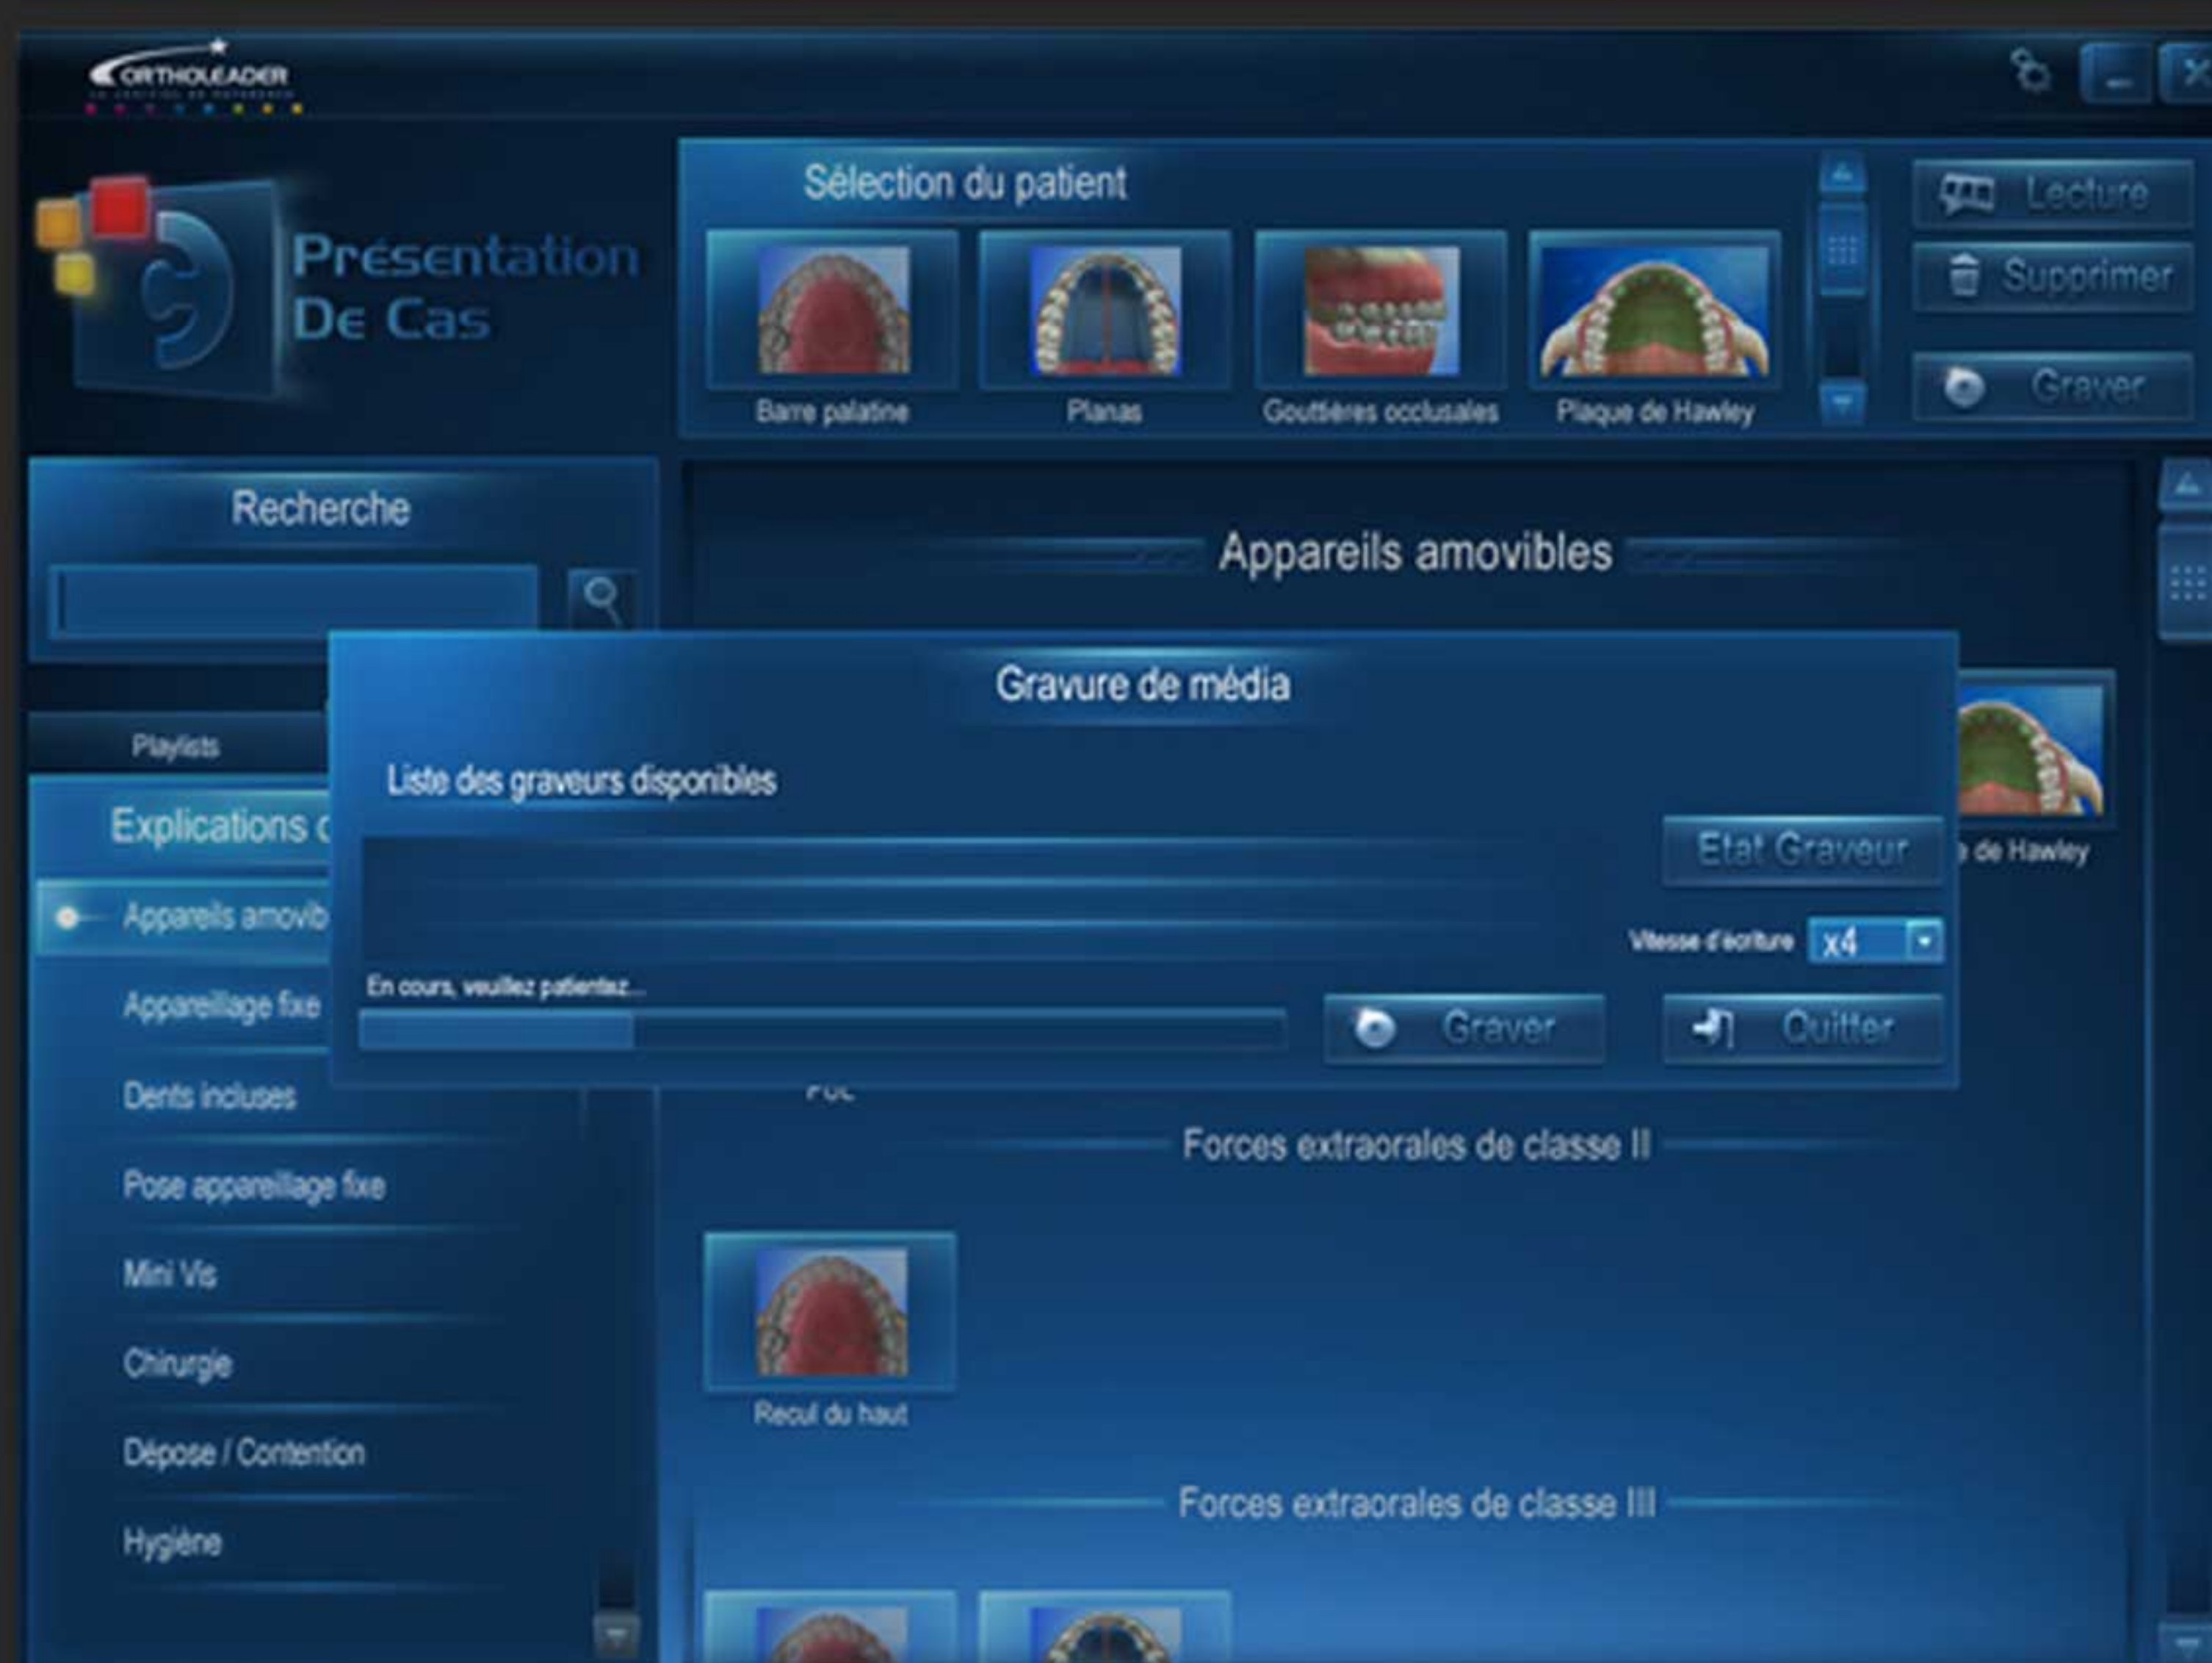 ORTHOLEADER
Présentation
De Cas
Sélection du patient
Barre palatine
Planas
Gouttières occlusales
Plaque de Hawley
Lecture
Supprimer
Graver
Recherche
Appareils amovibles
Playlists
Explications
Appareils amovib
Appareillage fixe
Dents incluses
Pose appareillage fixe
Mini Vis
Chirurgie
Dépose / Contention
Hygiène
Gravure de média
Liste des graveurs disponibles
Etat Graveur
Vitesse d'écriture x4
En cours, veuillez patientez...
Graver
Quitter
de Hawley
Forces extraorales de classe II
Recul du haut
Forces extraorales de classe III